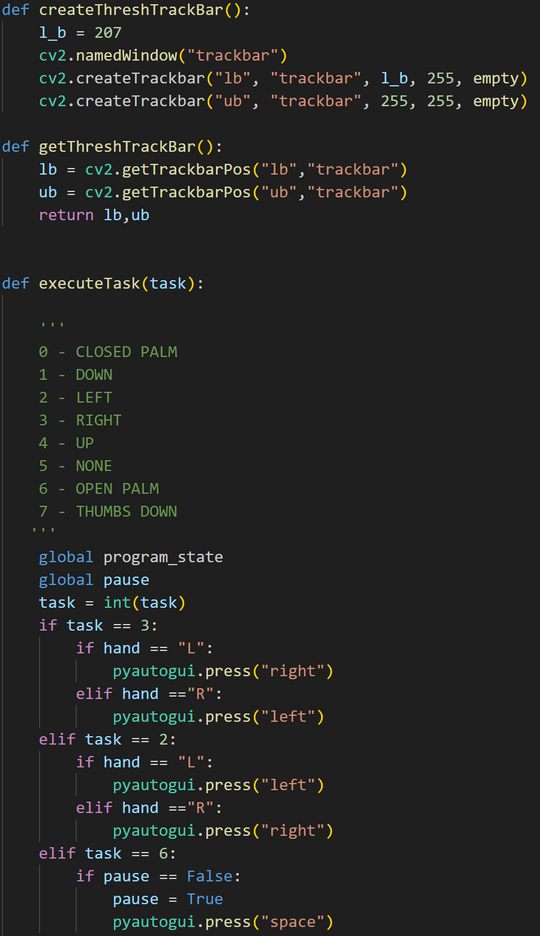 def createThreshTrackBar():
    l_b = 207
    cv2.namedWindow("trackbar")
    cv2.createTrackbar("lb", "trackbar", l_b, 255, empty)
    cv2.createTrackbar("ub", "trackbar", 255, 255, empty)
def getThreshTrackBar():
    lb = cv2.getTrackbarPos("lb","trackbar")
    ub = cv2.getTrackbarPos("ub","trackbar")
    return lb,ub
def executeTask(task):
    '''
    0 - CLOSED PALM
    1 - DOWN
    2 - LEFT
    3 - RIGHT
    4 - UP
    5 - NONE
    6 - OPEN PALM
    7 - THUMBS DOWN
   '''
    global program_state
    global pause
    task = int(task)
    if task == 3:
        if hand == "L":
            pyautogui.press("right")
        elif hand =="R":
            pyautogui.press("left")
    elif task == 2:
        if hand == "L":
            pyautogui.press("left")
        elif hand =="R":
            pyautogui.press("right")
    elif task == 6:
        if pause == False:
            pause = True
            pyautogui.press("space")